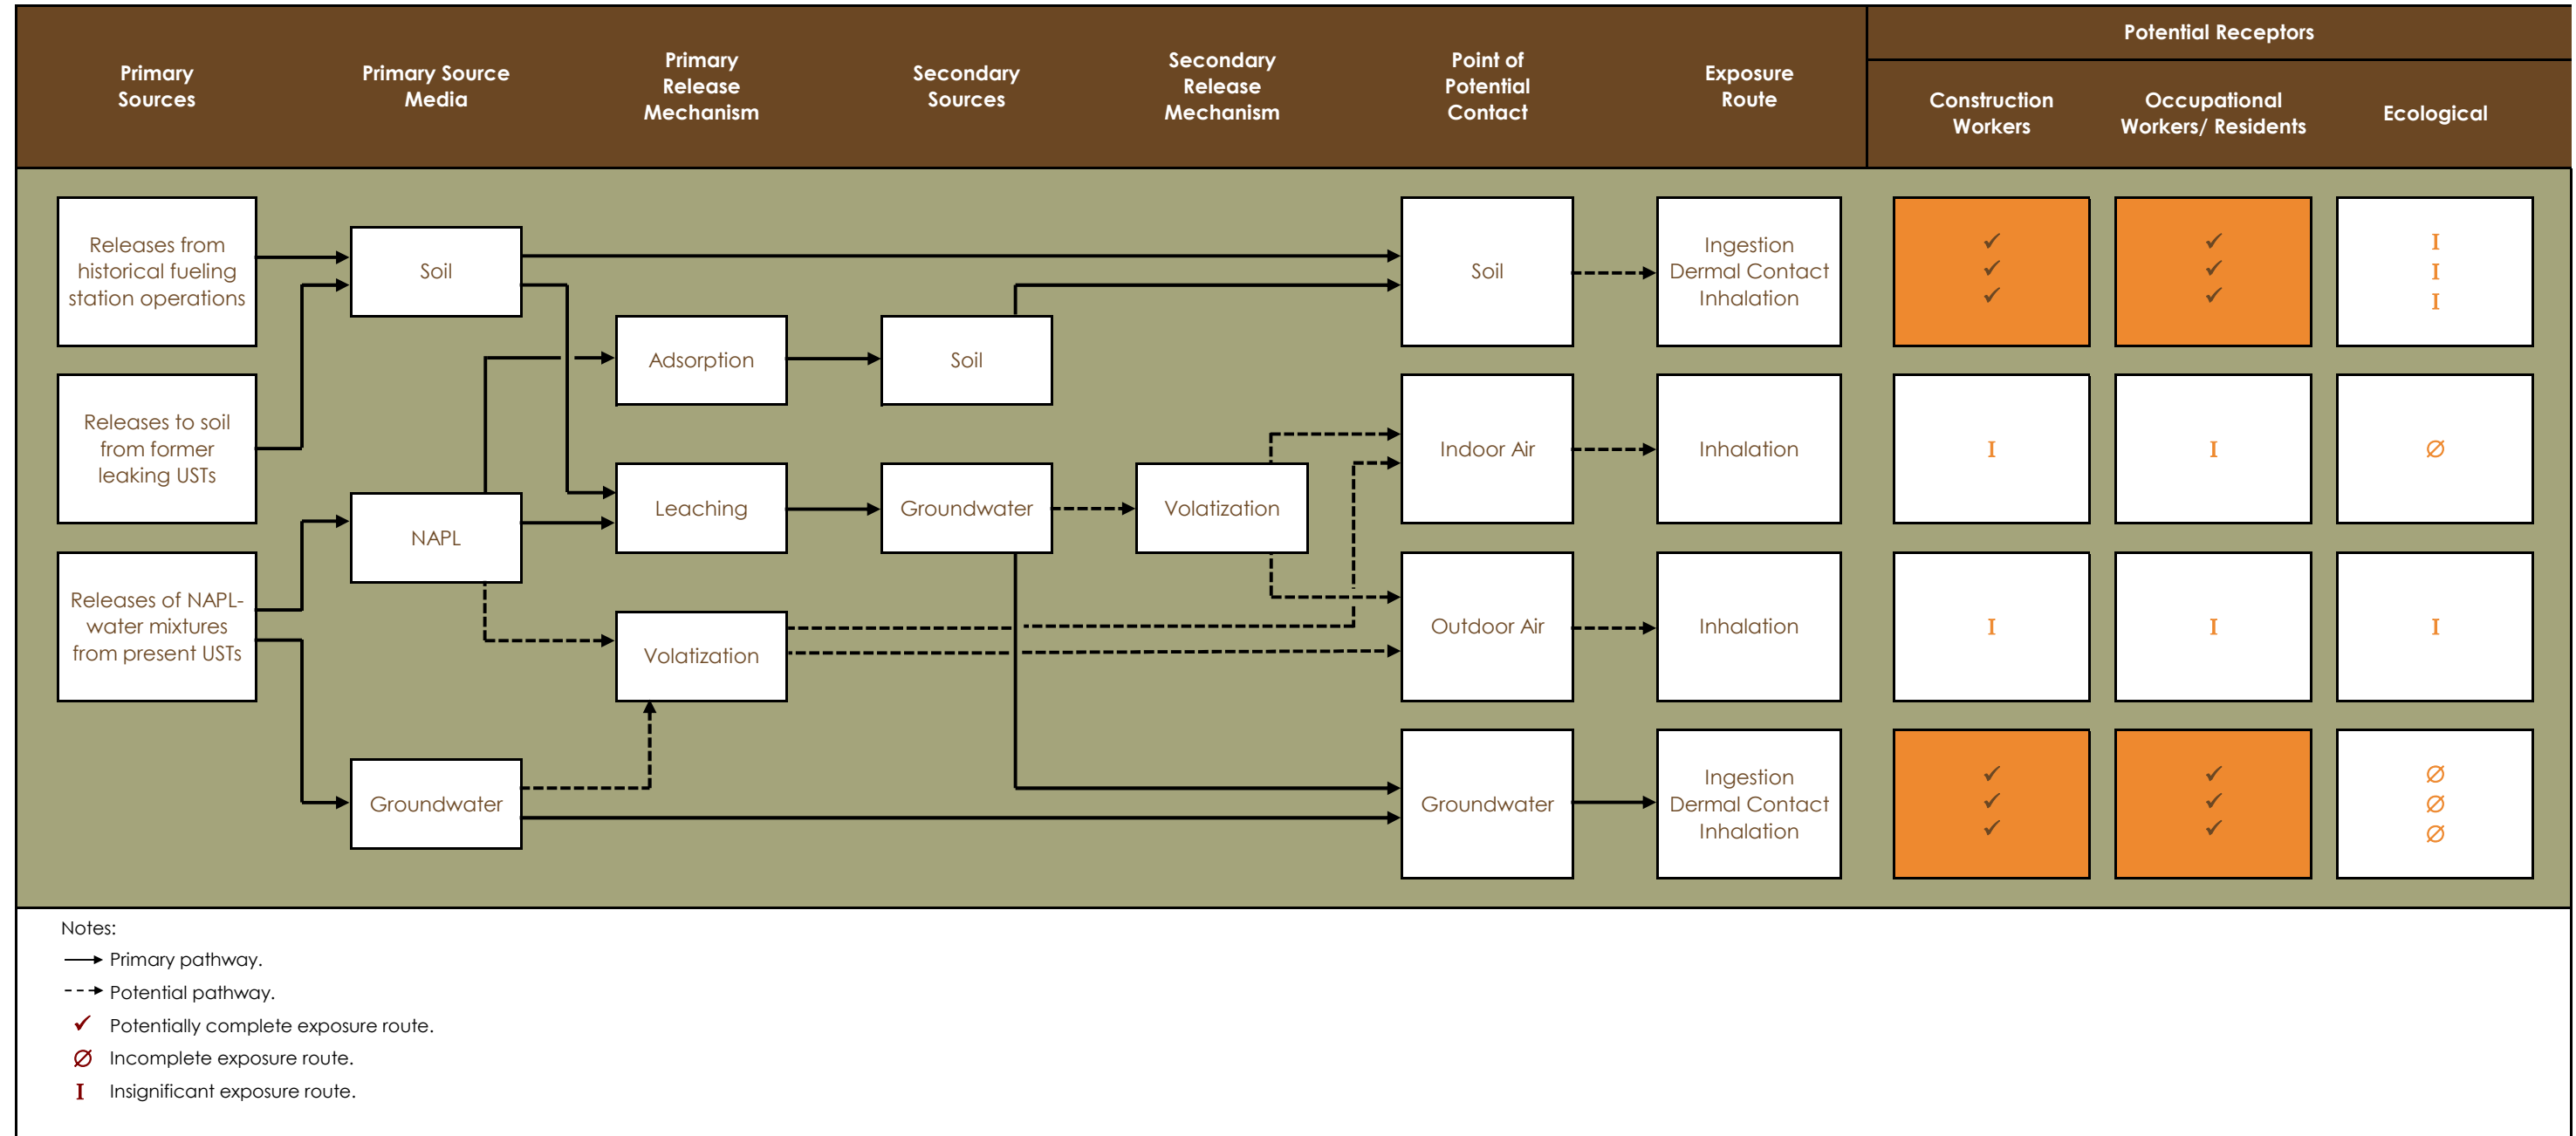 Primary
Sources
Primary Source
Media
Primary
Release
Mechanism
Secondary
Sources
Secondary
Release
Mechanism
Point of
Potential
Contact
Exposure
Route
Potential Receptors
Construction
Workers
Occupational
Workers/ Residents
Ecological
Releases from
historical fueling
station operations
Releases to soil
from former
leaking USTs
Releases of NAPL-
water mixtures
from present USTs
Soil
NAPL
Groundwater
Adsorption
Leaching
Volatization
Soil
Groundwater
Volatization
Soil
Indoor Air
Outdoor Air
Groundwater
Ingestion
Dermal Contact
Inhalation
✓
✓
✓
✓
✓
✓
I
I
I
Inhalation
I
I
∅
Inhalation
I
I
I
Ingestion
Dermal Contact
Inhalation
✓
✓
✓
✓
✓
✓
∅
∅
∅
Notes:
Primary pathway.
Potential pathway.
✓ Potentially complete exposure route.
∅ Incomplete exposure route.
I Insignificant exposure route.